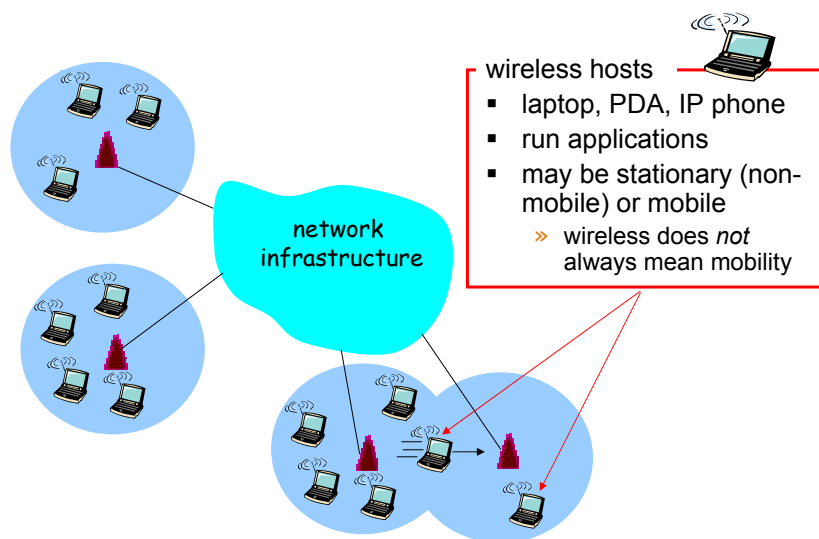 wireless hosts
▪ laptop, PDA, IP phone
▪ run applications
▪ may be stationary (non-
mobile) or mobile
» wireless does not
always mean mobility
network
infrastructure